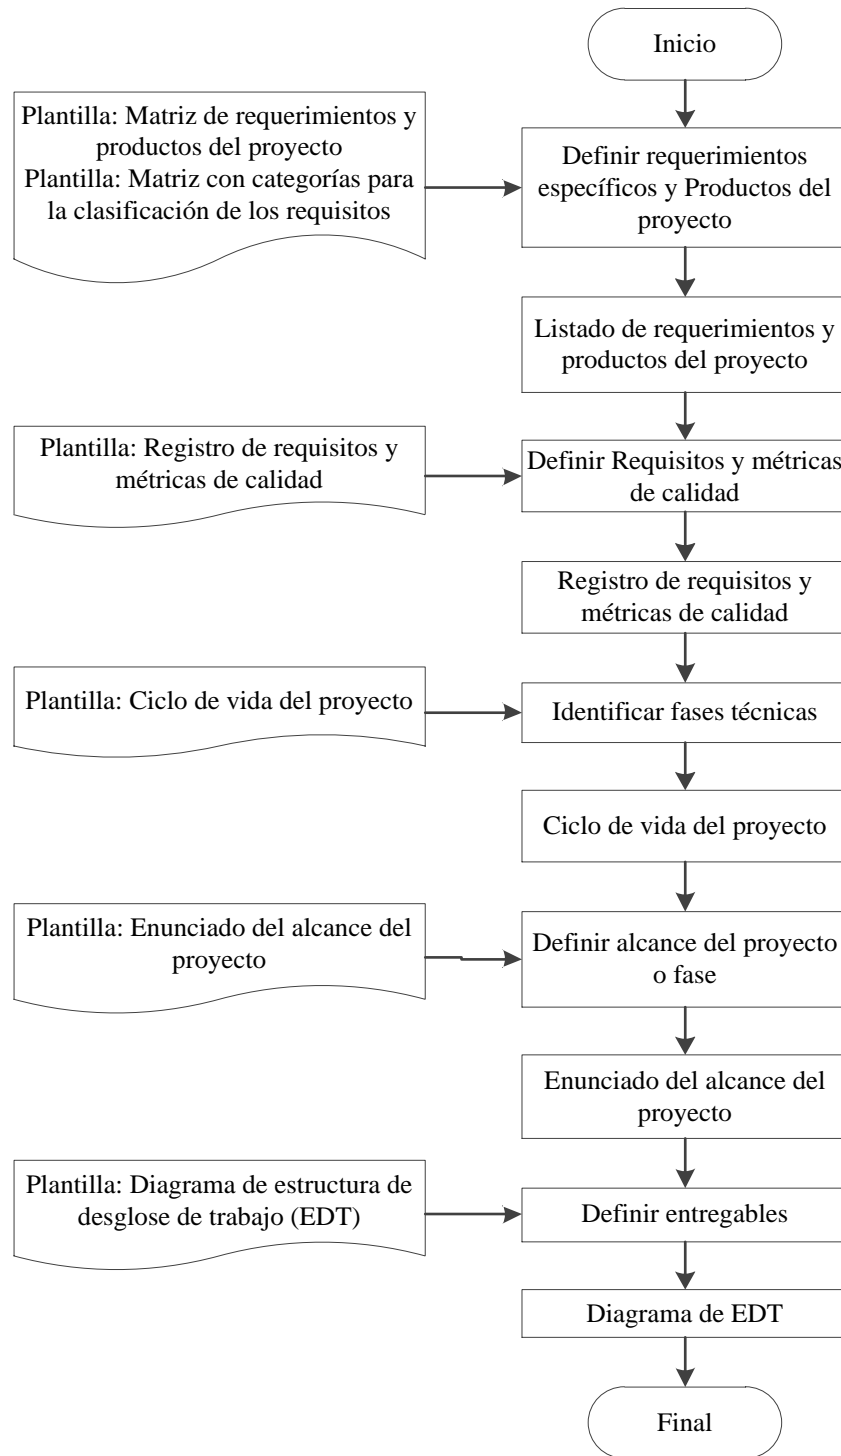 Inicio
Plantilla: Matriz de requerimientos y
productos del proyecto
Plantilla: Matriz con categorías para
la clasificación de los requisitos
Definir requerimientos
específicos y Productos del
proyecto
Listado de requerimientos y
productos del proyecto
Plantilla: Registro de requisitos y
métricas de calidad
Definir Requisitos y métricas
de calidad
Registro de requisitos y
métricas de calidad
Plantilla: Ciclo de vida del proyecto
Identificar fases técnicas
Ciclo de vida del proyecto
Plantilla: Enunciado del alcance del
proyecto
Definir alcance del proyecto
o fase
Enunciado del alcance del
proyecto
Plantilla: Diagrama de estructura de
desglose de trabajo (EDT)
Definir entregables
Diagrama de EDT
Final